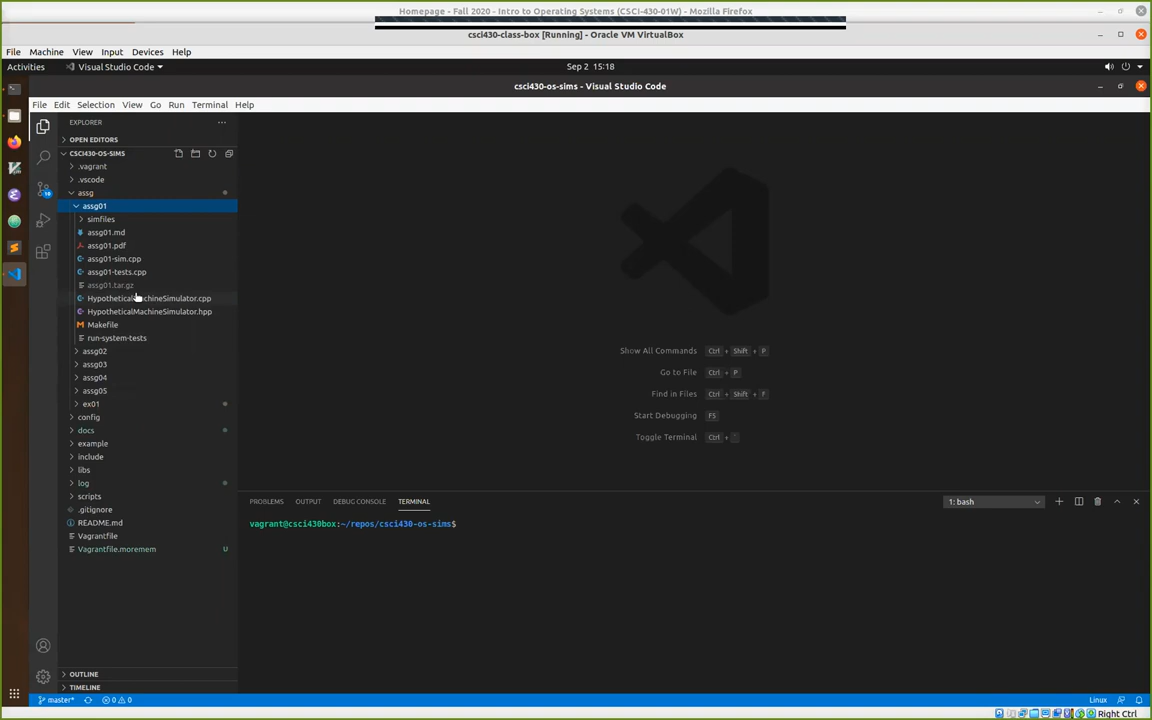 Homepage - Fall 2020 - Intro to Operating Systems (CSCI-430-01W) - Mozilla Firefox
csci430-class-box [Running] - Oracle VM VirtualBox
File Machine View Input Devices Help
Activities Visual Studio Code Sep 2 15:18
csci430-os-sims - Visual Studio Code
File Edit Selection View Go Run Terminal Help
EXPLORER
OPEN EDITORS
CSCI430-OS-SIMS
.vagrant
.vscode
assg
assg01
simfiles
assg01.md
assg01.pdf
assg01-sim.cpp
assg01-tests.cpp
assg01.tar.gz
HypotheticalMachineSimulator.cpp
HypotheticalMachineSimulator.hpp
Makefile
run-system-tests
assg02
assg03
assg04
assg05
ex01
config
docs
example
include
libs
log
scripts
.gitignore
README.md
Vagrantfile
Vagrantfile.moremem U
OUTLINE
TIMELINE
Show All Commands Ctrl + Shift + P
Go to File Ctrl + P
Find in Files Ctrl + Shift + F
Start Debugging F5
Toggle Terminal Ctrl + `
PROBLEMS OUTPUT DEBUG CONSOLE TERMINAL 1: bash
vagrant@csci430box:~/repos/csci430-os-sims$
master* 0 0 Linux
Right Ctrl